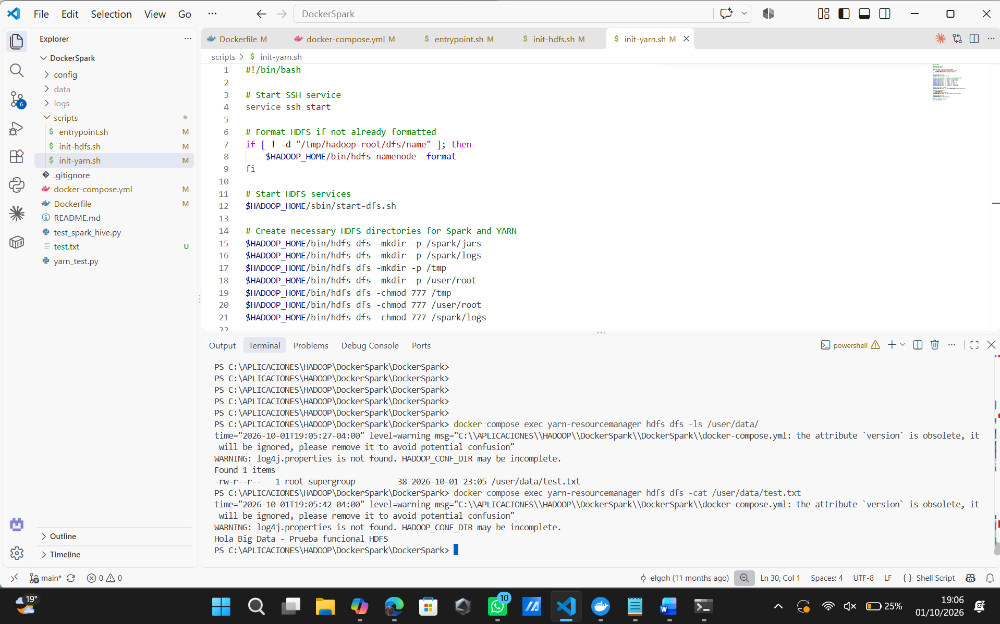 File Edit Selection View Go ... DockerSpark
Explorer
DockerSpark
config
data
logs
scripts
entrypoint.sh M
init-hdfs.sh M
init-yarn.sh M
.gitignore
docker-compose.yml M
Dockerfile M
README.md
test_spark_hive.py
test.txt U
yarn_test.py
Outline
Timeline
6
Dockerfile M docker-compose.yml M $ entrypoint.sh M $ init-hdfs.sh M $ init-yarn.sh M
scripts > $ init-yarn.sh
1 #!/bin/bash
2
3 # Start SSH service
4 service ssh start
5
6 # Format HDFS if not already formatted
7 if [ ! -d "/tmp/hadoop-root/dfs/name" ]; then
8 $HADOOP_HOME/bin/hdfs namenode -format
9 fi
10
11 # Start HDFS services
12 $HADOOP_HOME/sbin/start-dfs.sh
13
14 # Create necessary HDFS directories for Spark and YARN
15 $HADOOP_HOME/bin/hdfs dfs -mkdir -p /spark/jars
16 $HADOOP_HOME/bin/hdfs dfs -mkdir -p /spark/logs
17 $HADOOP_HOME/bin/hdfs dfs -mkdir -p /tmp
18 $HADOOP_HOME/bin/hdfs dfs -mkdir -p /user/root
19 $HADOOP_HOME/bin/hdfs dfs -chmod 777 /tmp
20 $HADOOP_HOME/bin/hdfs dfs -chmod 777 /user/root
21 $HADOOP_HOME/bin/hdfs dfs -chmod 777 /spark/logs
22
Output Terminal Problems Debug Console Ports powershell
PS C:\APLICACIONES\HADOOP\DockerSpark\DockerSpark>
PS C:\APLICACIONES\HADOOP\DockerSpark\DockerSpark>
PS C:\APLICACIONES\HADOOP\DockerSpark\DockerSpark>
PS C:\APLICACIONES\HADOOP\DockerSpark\DockerSpark>
PS C:\APLICACIONES\HADOOP\DockerSpark\DockerSpark>
PS C:\APLICACIONES\HADOOP\DockerSpark\DockerSpark> docker compose exec yarn-resourcemanager hdfs dfs -ls /user/data/
time="2026-10-01T19:05:27-04:00" level=warning msg="C:\\APLICACIONES\\HADOOP\\DockerSpark\\DockerSpark\\docker-compose.yml: the attribute `version` is obsolete, it
will be ignored, please remove it to avoid potential confusion"
WARNING: log4j.properties is not found. HADOOP_CONF_DIR may be incomplete.
Found 1 items
-rw-r--r-- 1 root supergroup 38 2026-10-01 23:05 /user/data/test.txt
PS C:\APLICACIONES\HADOOP\DockerSpark\DockerSpark> docker compose exec yarn-resourcemanager hdfs dfs -cat /user/data/test.txt
time="2026-10-01T19:05:42-04:00" level=warning msg="C:\\APLICACIONES\\HADOOP\\DockerSpark\\DockerSpark\\docker-compose.yml: the attribute `version` is obsolete, it
will be ignored, please remove it to avoid potential confusion"
WARNING: log4j.properties is not found. HADOOP_CONF_DIR may be incomplete.
Hola Big Data - Prueba funcional HDFS
PS C:\APLICACIONES\HADOOP\DockerSpark\DockerSpark>
main* 0 0 elgoh (11 months ago) Ln 30, Col 1 Spaces: 4 UTF-8 LF {} Shell Script
19° 10 25% 19:06
01/10/2026